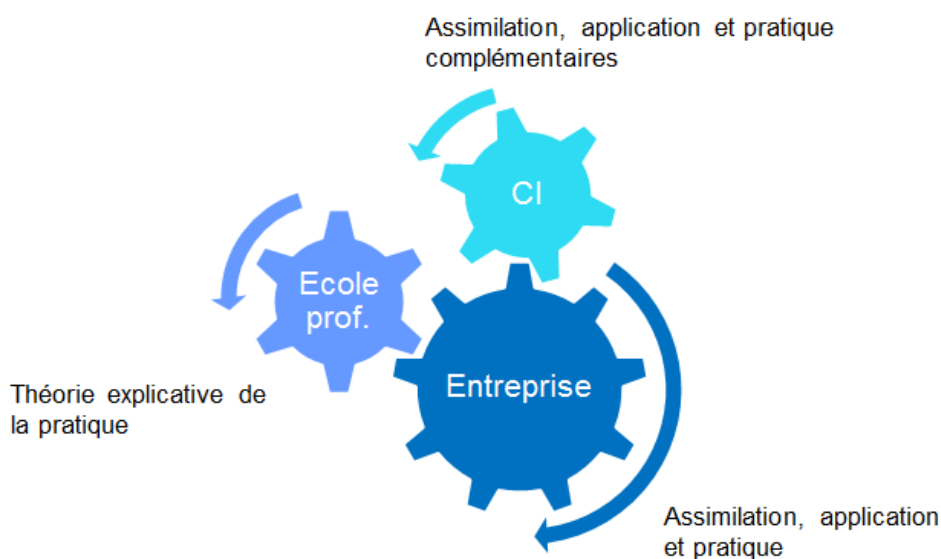 Assimilation, application et pratique
complémentaires
CI
Ecole
prof.
Entreprise
Théorie explicative de
la pratique
Assimilation, application
et pratique